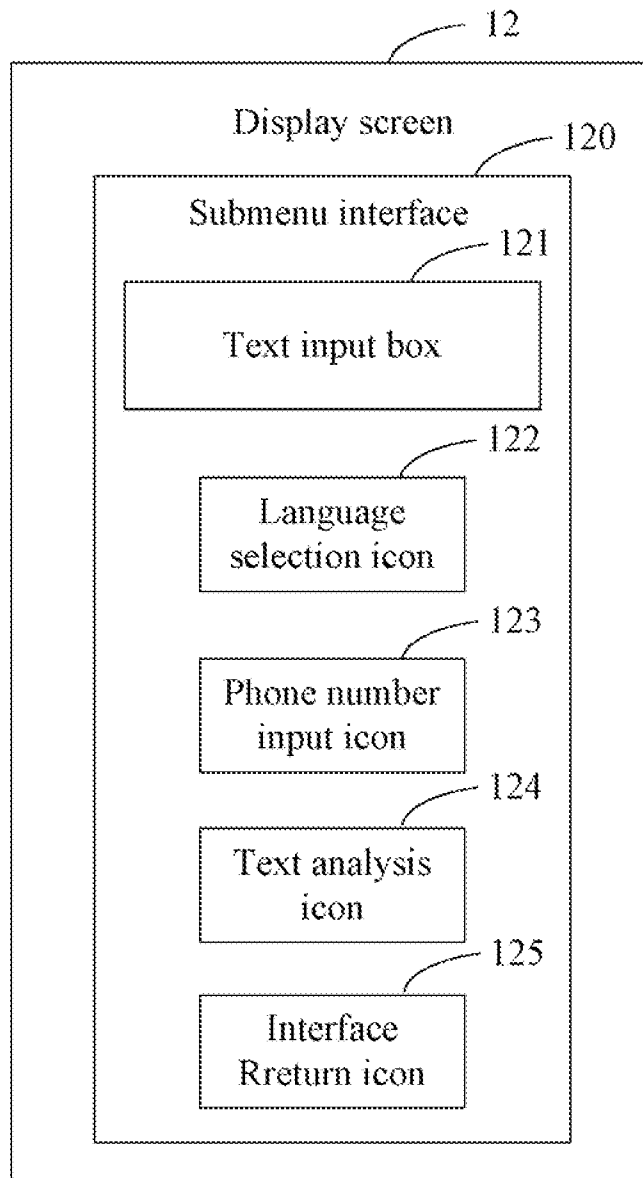 12
Display screen
120
Submenu interface
121
Text input box
122
Language
selection icon
123
Phone number
input icon
124
Text analysis
icon
125
Interface
Rreturn icon